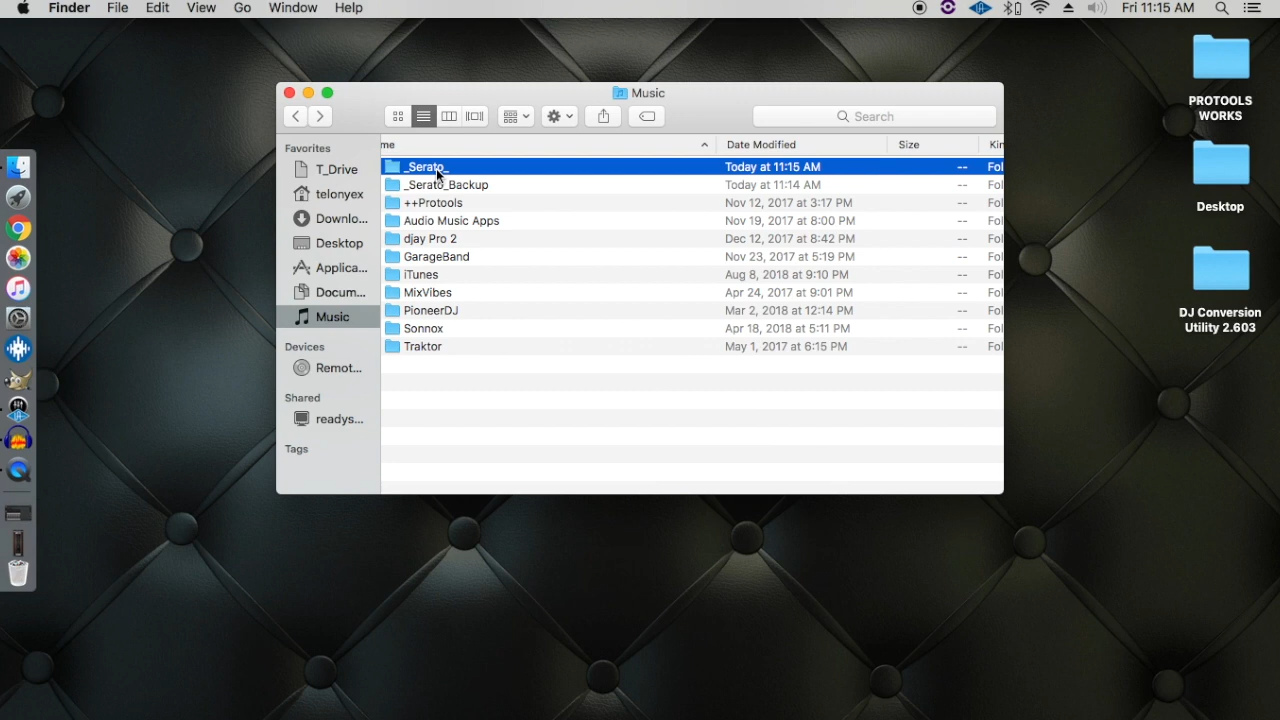 Finder File Edit View Go Window Help Fri 11:15 AM
Music
Search
Favorites
T_Drive
telonyex
Downlo...
Desktop
Applica...
Docum...
Music
Devices
Remot...
Shared
readys...
Tags
me Date Modified Size Kin
_Serato_ Today at 11:15 AM -- Fol
_Serato_Backup Today at 11:14 AM -- Fol
++Protools Nov 12, 2017 at 3:17 PM -- Fol
Audio Music Apps Nov 19, 2017 at 8:00 PM -- Fol
djay Pro 2 Dec 12, 2017 at 8:42 PM -- Fol
GarageBand Nov 23, 2017 at 5:19 PM -- Fol
iTunes Aug 8, 2018 at 9:10 PM -- Fol
MixVibes Apr 24, 2017 at 9:01 PM -- Fol
PioneerDJ Mar 2, 2018 at 12:14 PM -- Fol
Sonnox Apr 18, 2018 at 5:11 PM -- Fol
Traktor May 1, 2017 at 6:15 PM -- Fol
PROTOOLS
WORKS
Desktop
DJ Conversion
Utility 2.603